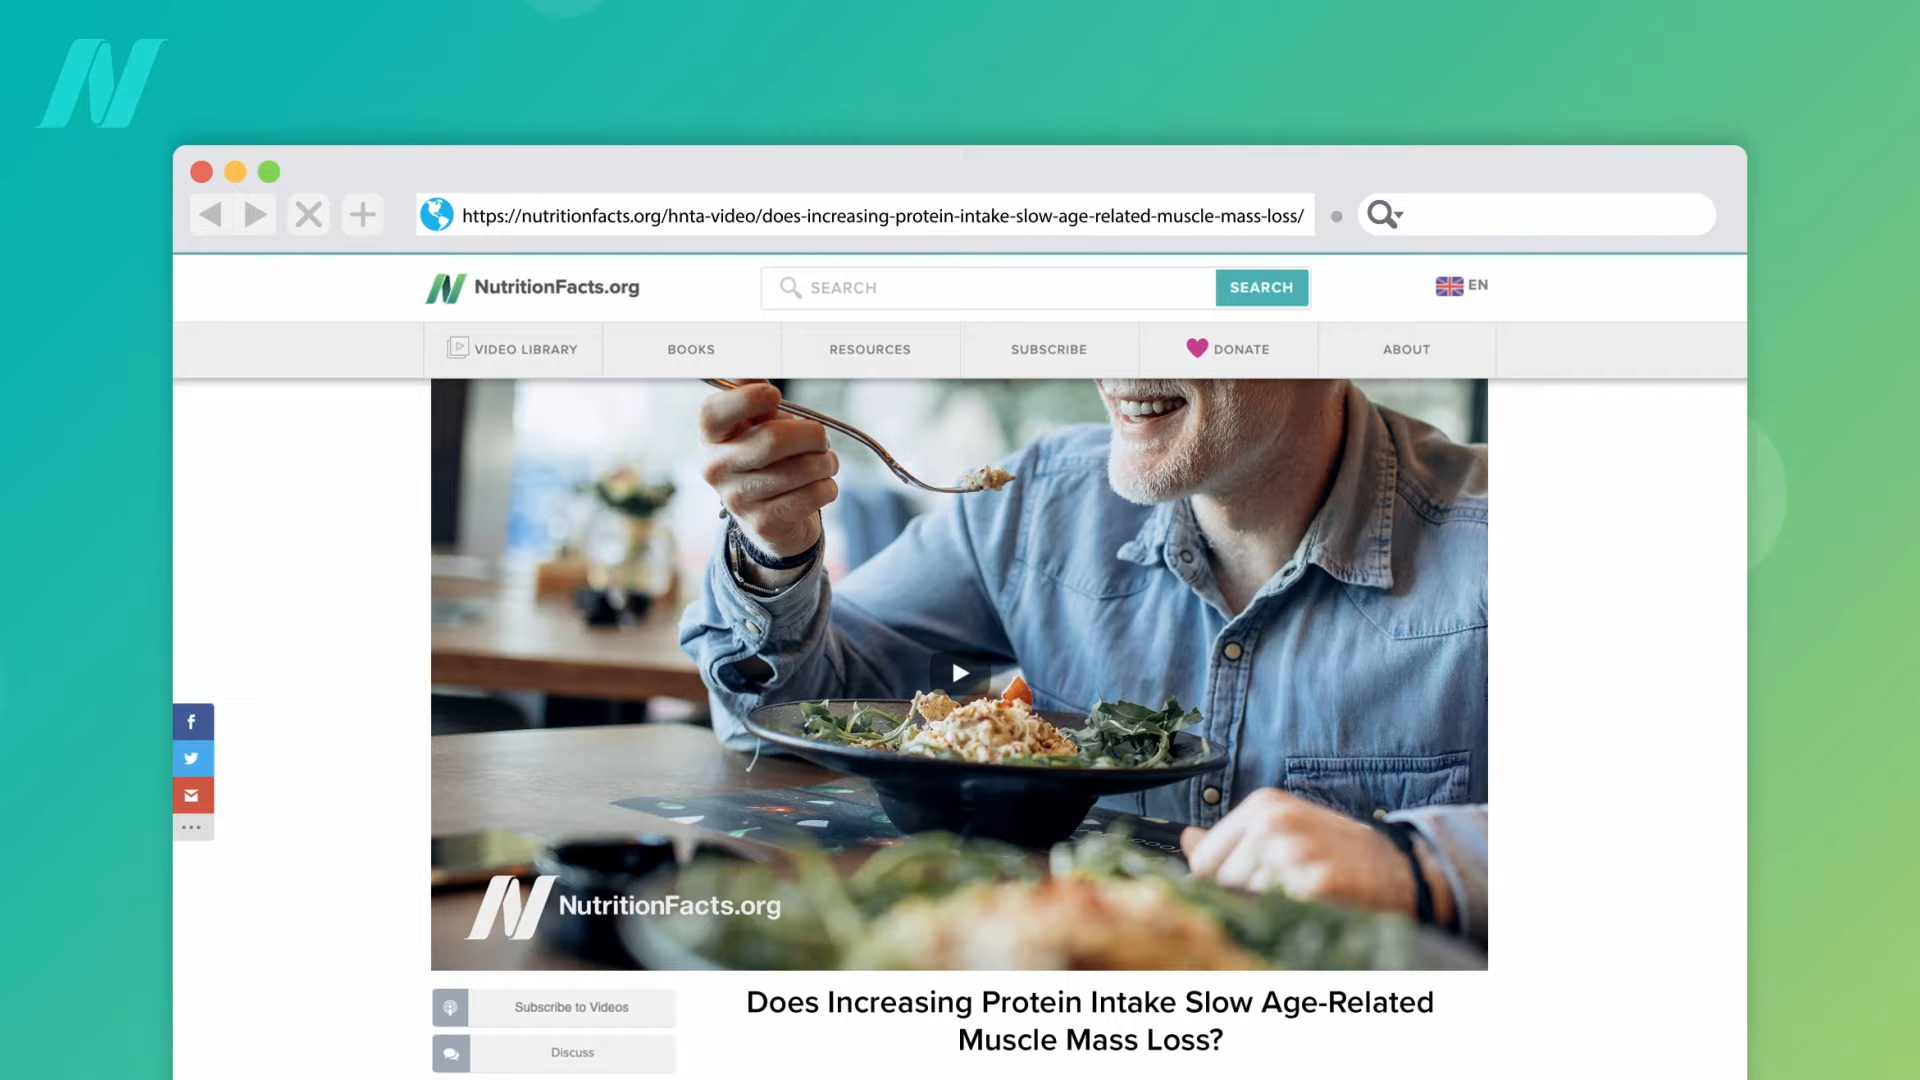 https://nutritionfacts.org/hnta-video/does-increasing-protein-intake-slow-age-related-muscle-mass-loss/
NutritionFacts.org
SEARCH
SEARCH
EN
VIDEO LIBRARY
BOOKS
RESOURCES
SUBSCRIBE
DONATE
ABOUT
NutritionFacts.org
Subscribe to Videos
Does Increasing Protein Intake Slow Age-Related
Muscle Mass Loss?
Discuss